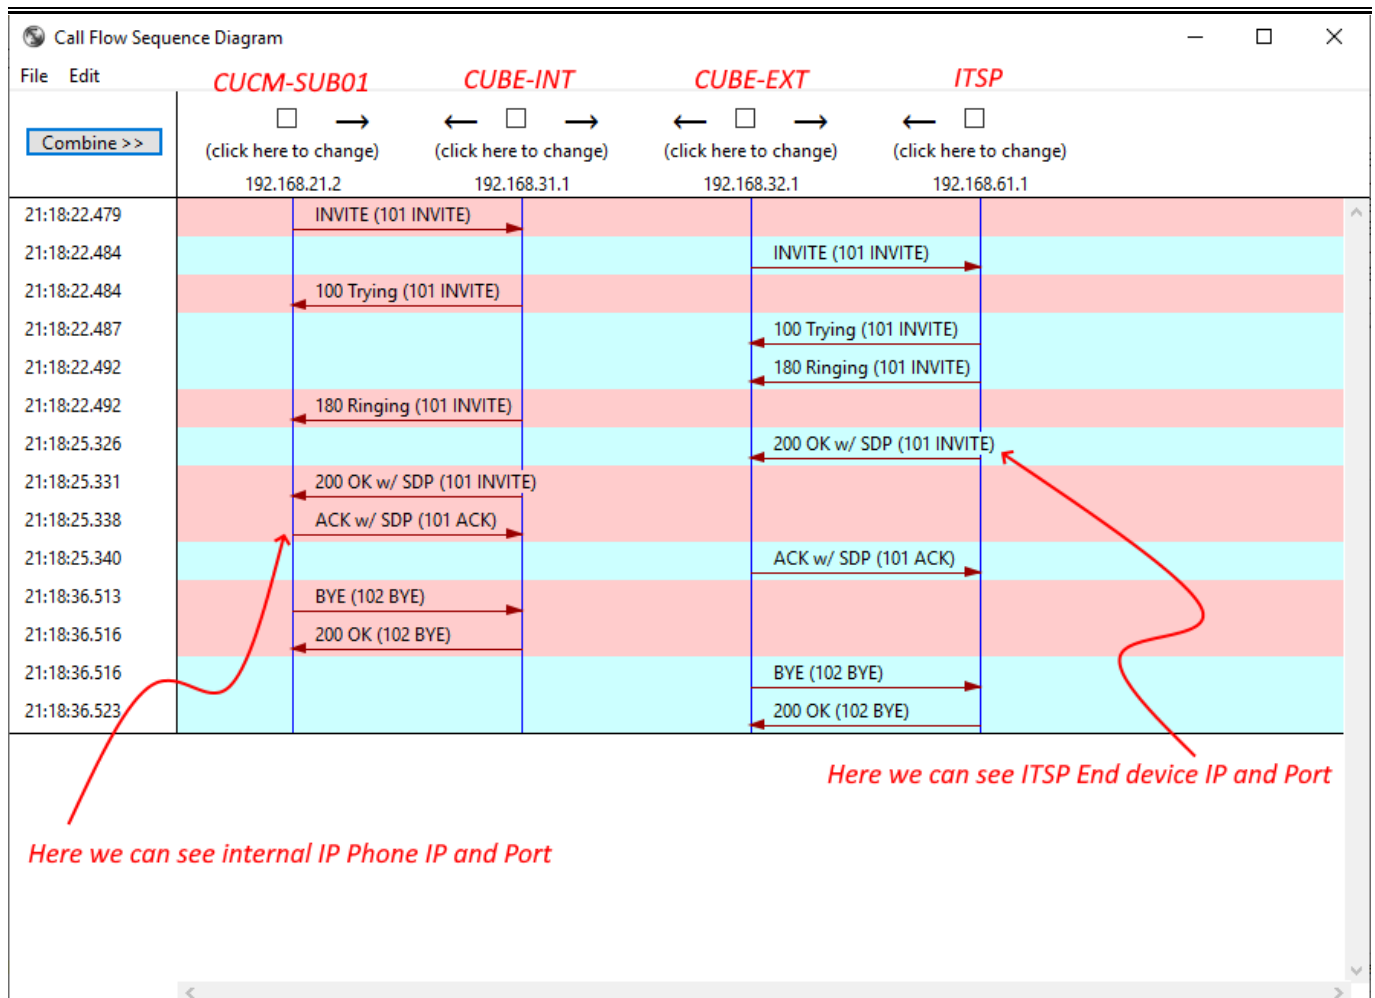 Call Flow Sequence Diagram
File Edit
CUCM-SUB01 CUBE-INT CUBE-EXT ITSP
Combine >>
(click here to change) (click here to change) (click here to change) (click here to change)
192.168.21.2 192.168.31.1 192.168.32.1 192.168.61.1
21:18:22.479 INVITE (101 INVITE)
21:18:22.484 INVITE (101 INVITE)
21:18:22.484 100 Trying (101 INVITE)
21:18:22.487 100 Trying (101 INVITE)
21:18:22.492 180 Ringing (101 INVITE)
21:18:22.492 180 Ringing (101 INVITE)
21:18:25.326 200 OK w/ SDP (101 INVITE)
21:18:25.331 200 OK w/ SDP (101 INVITE)
21:18:25.338 ACK w/ SDP (101 ACK)
21:18:25.340 ACK w/ SDP (101 ACK)
21:18:36.513 BYE (102 BYE)
21:18:36.516 200 OK (102 BYE)
21:18:36.516 BYE (102 BYE)
21:18:36.523 200 OK (102 BYE)
Here we can see ITSP End device IP and Port
Here we can see internal IP Phone IP and Port